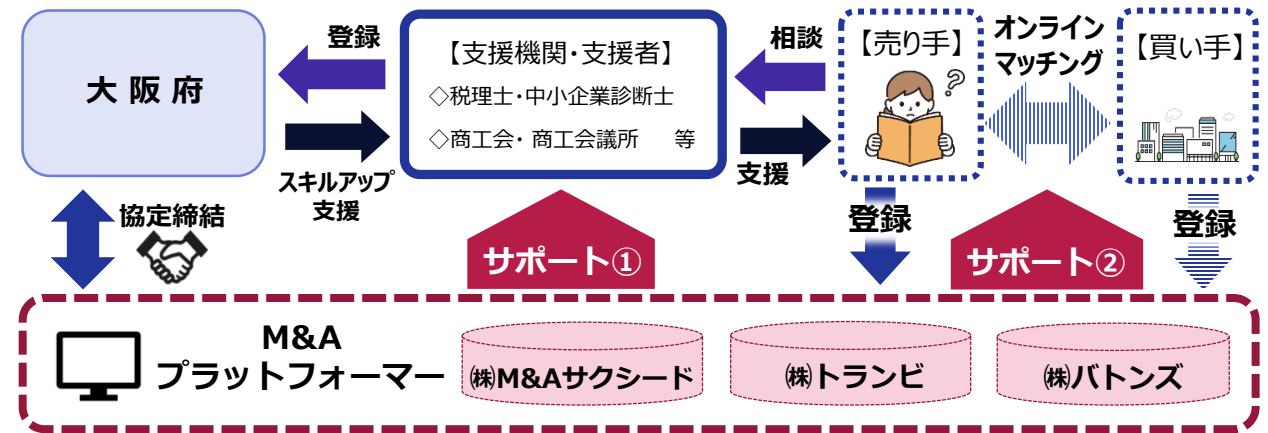 大阪府
登録
スキルアップ
支援
【支援機関・支援者】
◇税理士・中小企業診断士
◇商工会・商工会議所　等
相談
支援
【売り手】
?
オンライン
マッチング
【買い手】
協定締結
サポート①
登録
サポート②
登録
M&A
プラットフォーマー
㈱M&Aサクシード
㈱トランビ
㈱バトンズ